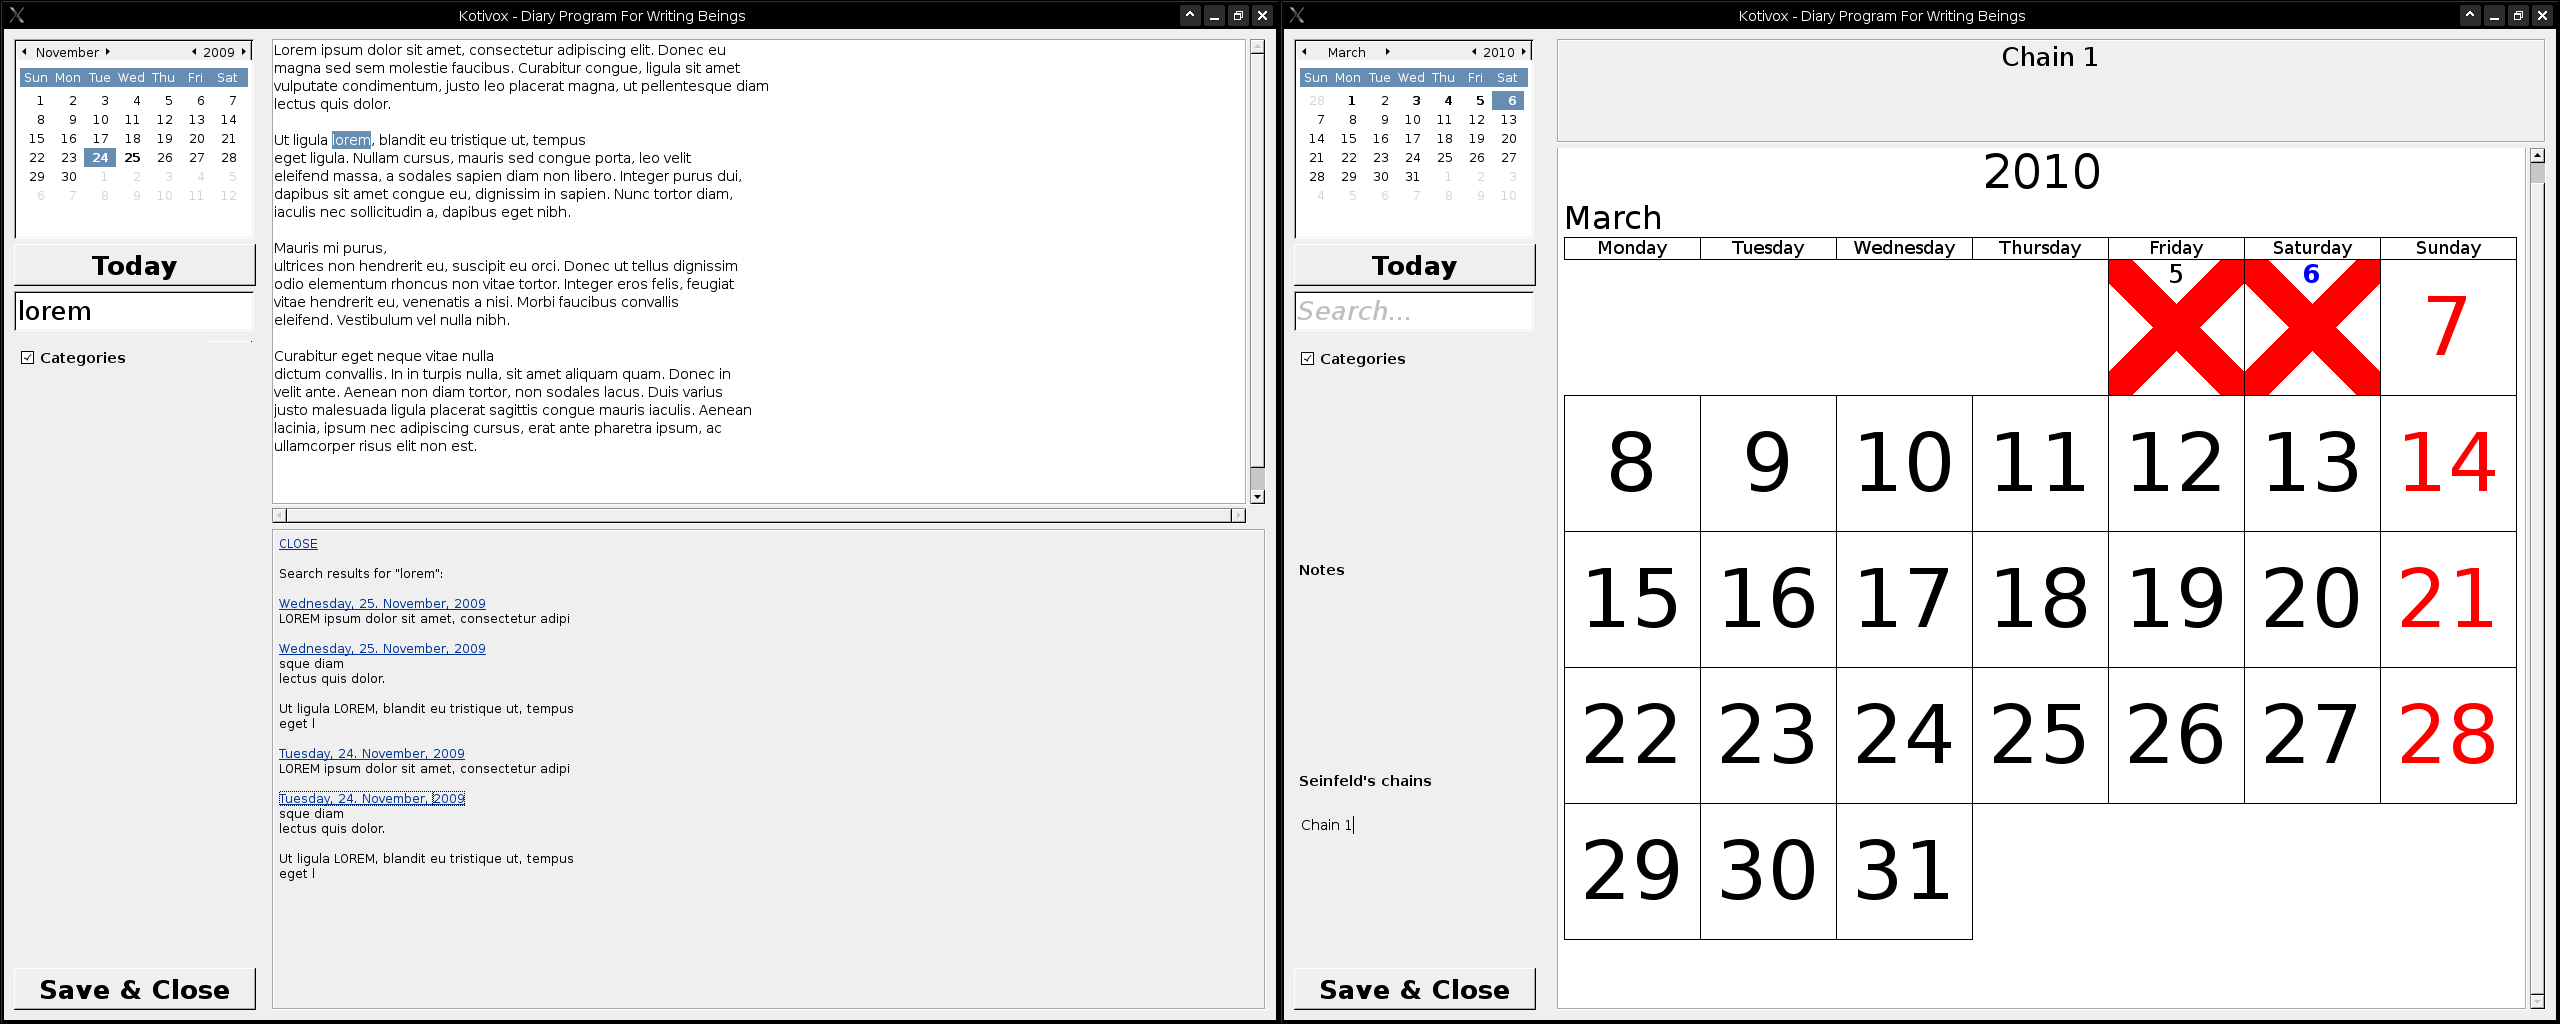 Kotivox - Diary Program For Writing Beings
November 2009
Sun Mon Tue Wed Thu Fri Sat
1 2 3 4 5 6 7
8 9 10 11 12 13 14
15 16 17 18 19 20 21
22 23 24 25 26 27 28
29 30 1 2 3 4 5
6 7 8 9 10 11 12
Today
lorem
Categories
Save & Close
Lorem ipsum dolor sit amet, consectetur adipiscing elit. Donec eu
magna sed sem molestie faucibus. Curabitur congue, ligula sit amet
vulputate condimentum, justo leo placerat magna, ut pellentesque diam
lectus quis dolor.
Ut ligula lorem, blandit eu tristique ut, tempus
eget ligula. Nullam cursus, mauris sed congue porta, leo velit
eleifend massa, a sodales sapien diam non libero. Integer purus dui,
dapibus sit amet congue eu, dignissim in sapien. Nunc tortor diam,
iaculis nec sollicitudin a, dapibus eget nibh.
Mauris mi purus,
ultrices non hendrerit eu, suscipit eu orci. Donec ut tellus dignissim
odio elementum rhoncus non vitae tortor. Integer eros felis, feugiat
vitae hendrerit eu, venenatis a nisi. Morbi faucibus convallis
eleifend. Vestibulum vel nulla nibh.
Curabitur eget neque vitae nulla
dictum convallis. In in turpis nulla, sit amet aliquam quam. Donec in
velit ante. Aenean non diam tortor, non sodales lacus. Duis varius
justo malesuada ligula placerat sagittis congue mauris iaculis. Aenean
lacinia, ipsum nec adipiscing cursus, erat ante pharetra ipsum, ac
ullamcorper risus elit non est.
CLOSE
Search results for "lorem":
Wednesday, 25. November, 2009
LOREM ipsum dolor sit amet, consectetur adipi
Wednesday, 25. November, 2009
sque diam
lectus quis dolor.
Ut ligula LOREM, blandit eu tristique ut, tempus
eget l
Tuesday, 24. November, 2009
LOREM ipsum dolor sit amet, consectetur adipi
Tuesday, 24. November, 2009
sque diam
lectus quis dolor.
Ut ligula LOREM, blandit eu tristique ut, tempus
eget l
Kotivox - Diary Program For Writing Beings
March 2010
Sun Mon Tue Wed Thu Fri Sat
28 1 2 3 4 5 6
7 8 9 10 11 12 13
14 15 16 17 18 19 20
21 22 23 24 25 26 27
28 29 30 31 1 2 3
4 5 6 7 8 9 10
Today
Search...
Categories
Notes
Seinfeld's chains
Chain 1
Save & Close
Chain 1
2010
March
Monday Tuesday Wednesday Thursday Friday Saturday Sunday
5 6 7
8 9 10 11 12 13 14
15 16 17 18 19 20 21
22 23 24 25 26 27 28
29 30 31